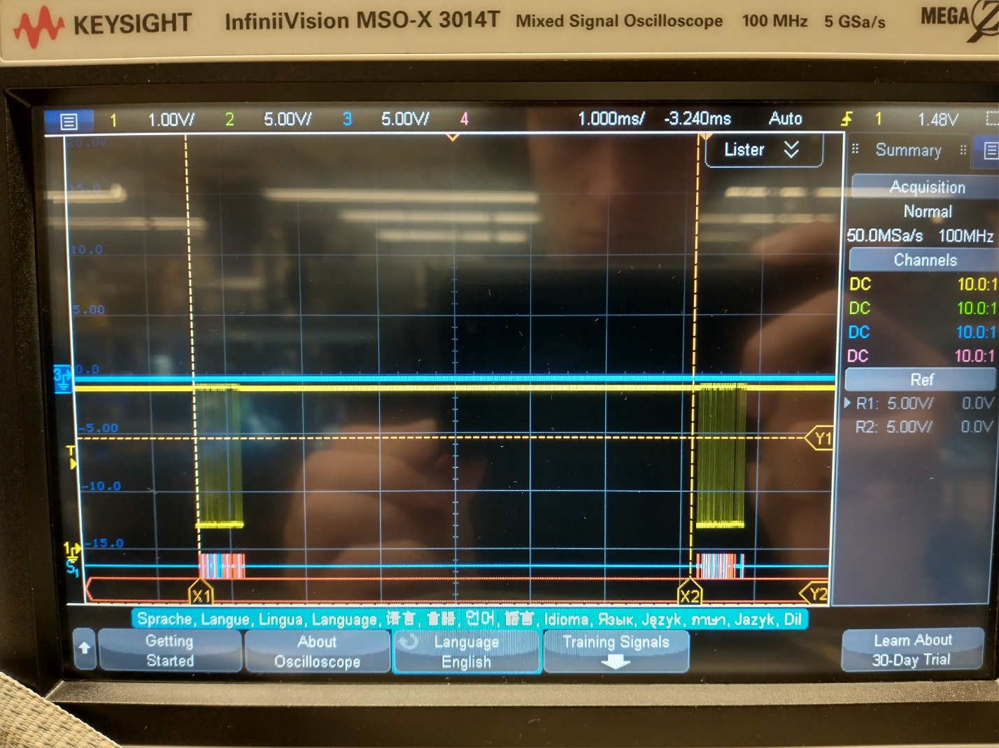 KEYSIGHT InfiniiVision MSO-X 3014T Mixed Signal Oscilloscope 100 MHz 5 GSa/s MEGA
1 1.00V/ 2 5.00V/ 3 5.00V/ 4 1.000ms/ -3.240ms Auto 1 1.48V
20.0V
Lister
Summary
15.0
Acquisition
Normal
50.0MSa/s 100MHz
10.0
Channels
DC 10.0:1
5.00
DC 10.0:1
DC 10.0:1
DC 10.0:1
3 0.0
Ref
R1: 5.00V/ 0.0V
R2: 5.00V/ 0.0V
-5.00
Y1
T
-10.0
-15.0
1
S1
X1 X2 Y2
Sprache, Langue, Lingua, Language, 语言, 言語, 언어, 語言, Idioma, Язык, Język, ภาษา, Jazyk, Dil
Getting
Started
About
Oscilloscope
Language
English
Training Signals
Learn About
30-Day Trial